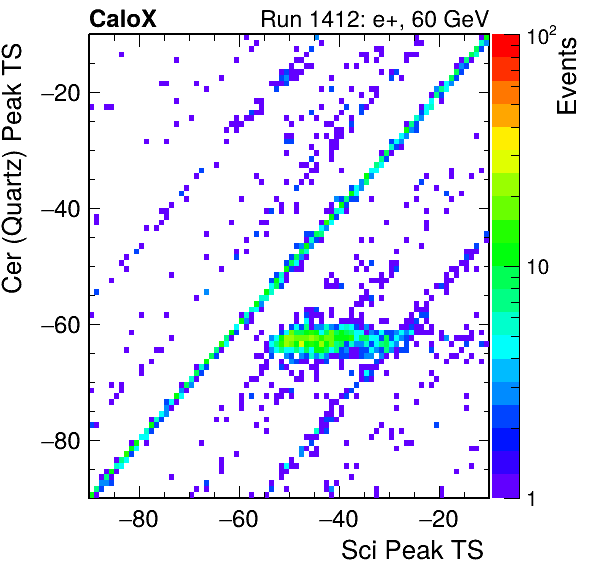 CaloX Run 1412: e+, 60 GeV
Cer (Quartz) Peak TS
−20
−40
−60
−80
−80 −60 −40 −20
Sci Peak TS
10²
10
1
Events